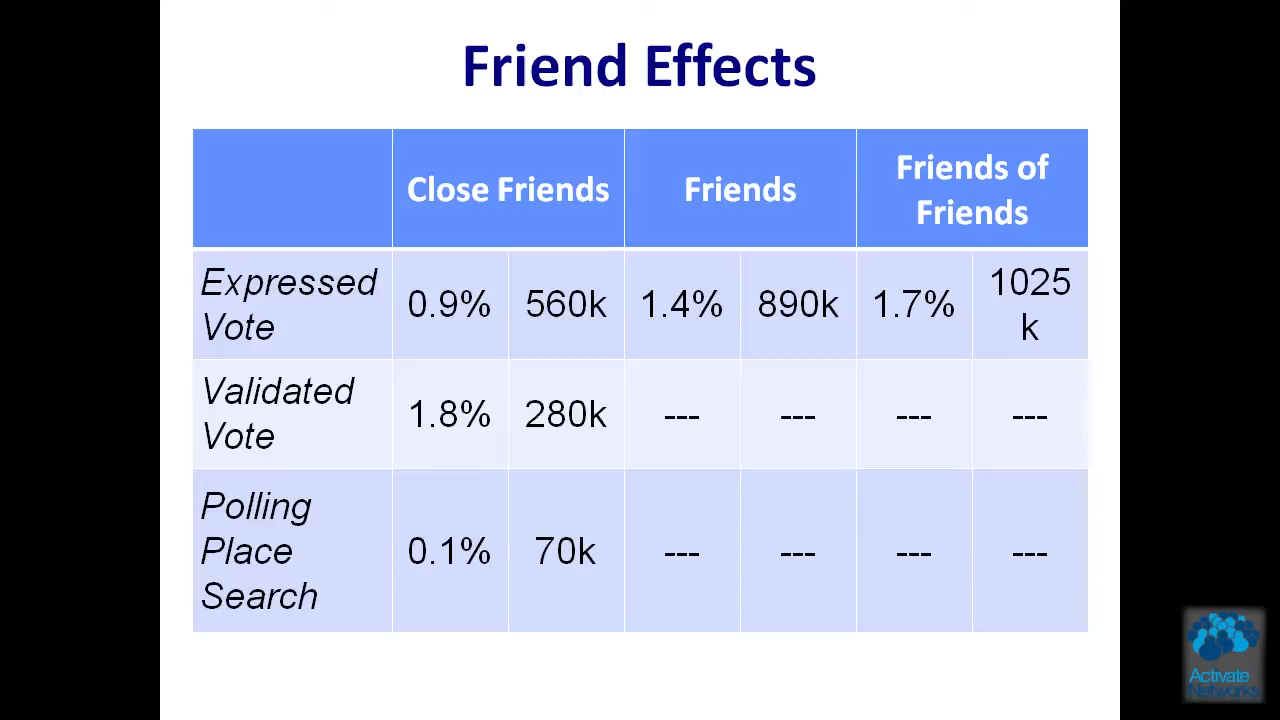 Friend Effects
Close Friends
Friends
Friends of
Friends
Expressed
Vote
0.9%
560k
1.4%
890k
1.7%
1025
k
Validated
Vote
1.8%
280k
---
---
---
---
Polling
Place
Search
0.1%
70k
---
---
---
---
Activate
Networks